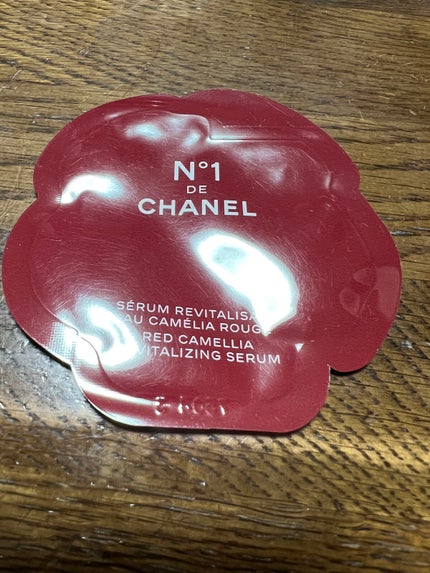 N°1
DE
CHANEL
SÉRUM REVITALISA
AU CAMÉLIA ROUGE
RED CAMELLIA
VITALIZING SERUM